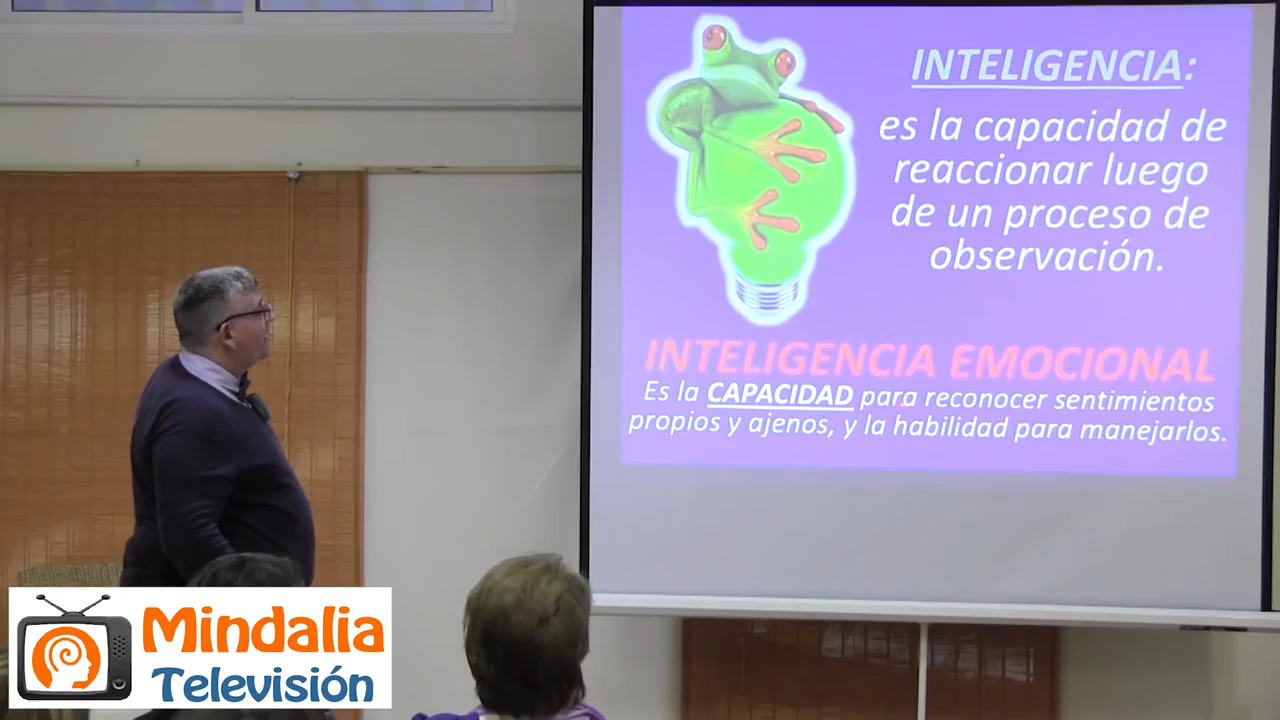 INTELIGENCIA:
es la capacidad de
reaccionar luego
de un proceso de
observación.
INTELIGENCIA EMOCIONAL
Es la CAPACIDAD para reconocer sentimientos
propios y ajenos, y la habilidad para manejarlos.
Mindalia
Televisión